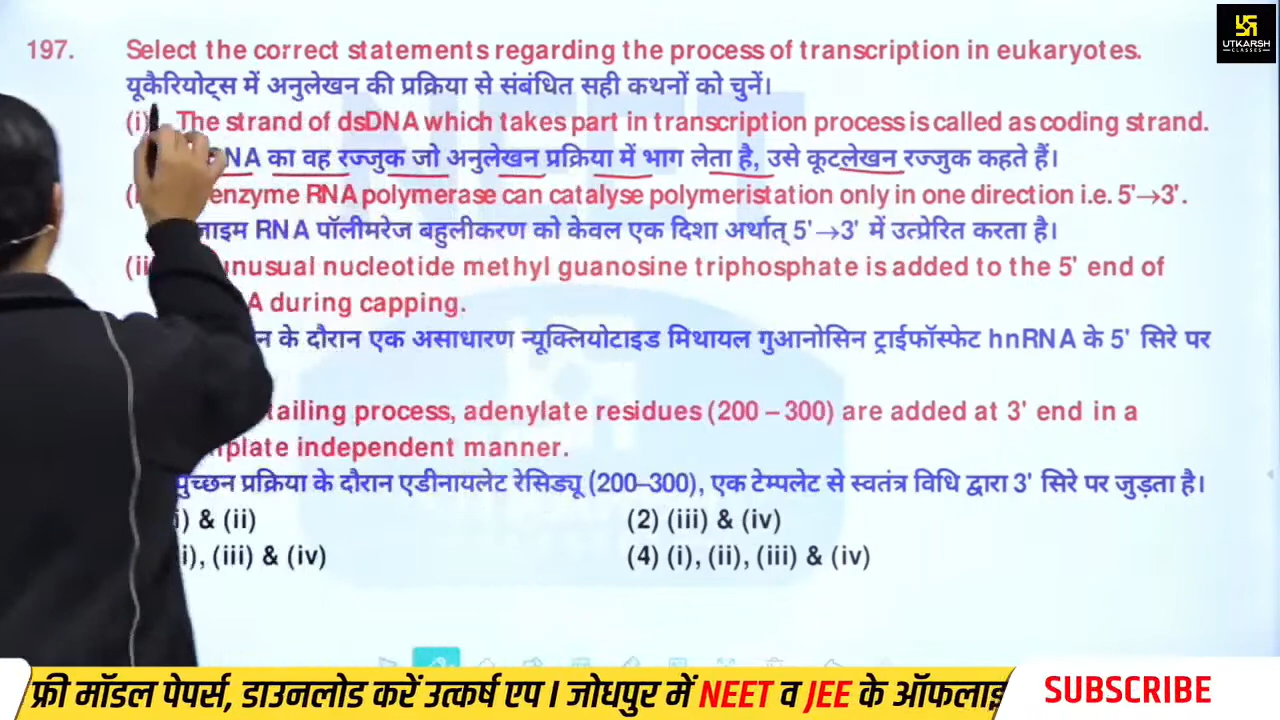 UTKARSH
CLASSES
197. Select the correct statements regarding the process of transcription in eukaryotes.
यूकैरियोट्स में अनुलेखन की प्रक्रिया से संबंधित सही कथनों को चुनें।
(i) The strand of dsDNA which takes part in transcription process is called as coding strand.
का वह रज्जुक जो अनुलेखन प्रक्रिया में भाग लेता है, उसे कूटलेखन रज्जुक कहते हैं।
enzyme RNA polymerase can catalyse polymeristation only in one direction i.e. 5'→3'.
RNA पॉलीमरेज बहुलीकरण को केवल एक दिशा अर्थात् 5'→3' में उत्प्रेरित करता है।
unusual nucleotide methyl guanosine triphosphate is added to the 5' end of
during capping.
के दौरान एक असाधारण न्यूक्लियोटाइड मिथायल गुआनोसिन ट्राईफॉस्फेट hnRNA के 5' सिरे पर
tailing process, adenylate residues (200 – 300) are added at 3' end in a
independent manner.
पुच्छन प्रक्रिया के दौरान एडीनायलेट रेसिड्यू (200–300), एक टेम्पलेट से स्वतंत्र विधि द्वारा 3' सिरे पर जुड़ता है।
& (ii)
(2) (iii) & (iv)
(iii) & (iv)
(4) (i), (ii), (iii) & (iv)
फ्री मॉडल पेपर्स, डाउनलोड करें उत्कर्ष एप । जोधपुर में NEET व JEE के
SUBSCRIBE